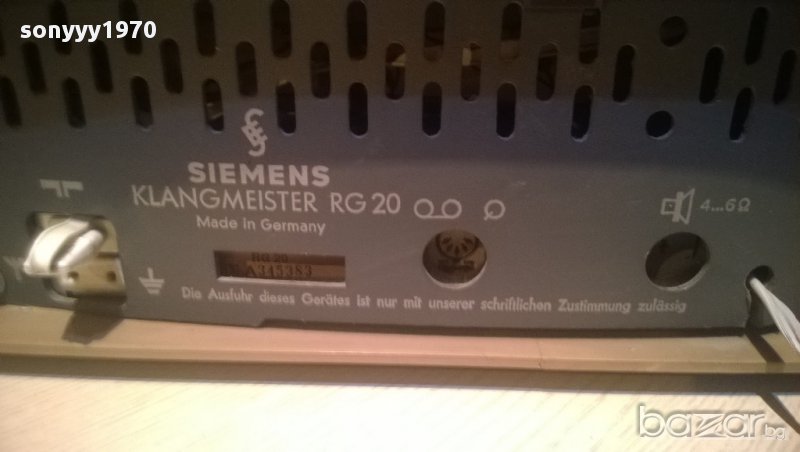 sonyyy1970
SIEMENS
KLANGMEISTER RG 20
Made in Germany
4...6Ω
RG 20
A345383
Die Ausfuhr dieses Gerätes ist nur mit unserer schriftlichen Zustimmung zulässig
bazar.bg